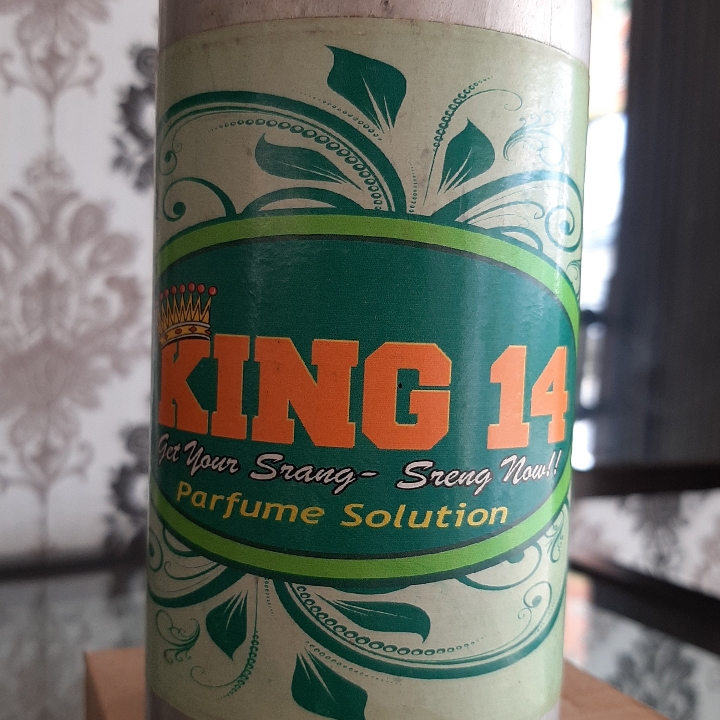 KING 14
Get Your Srang- Sreng Now!!
Parfume Solution